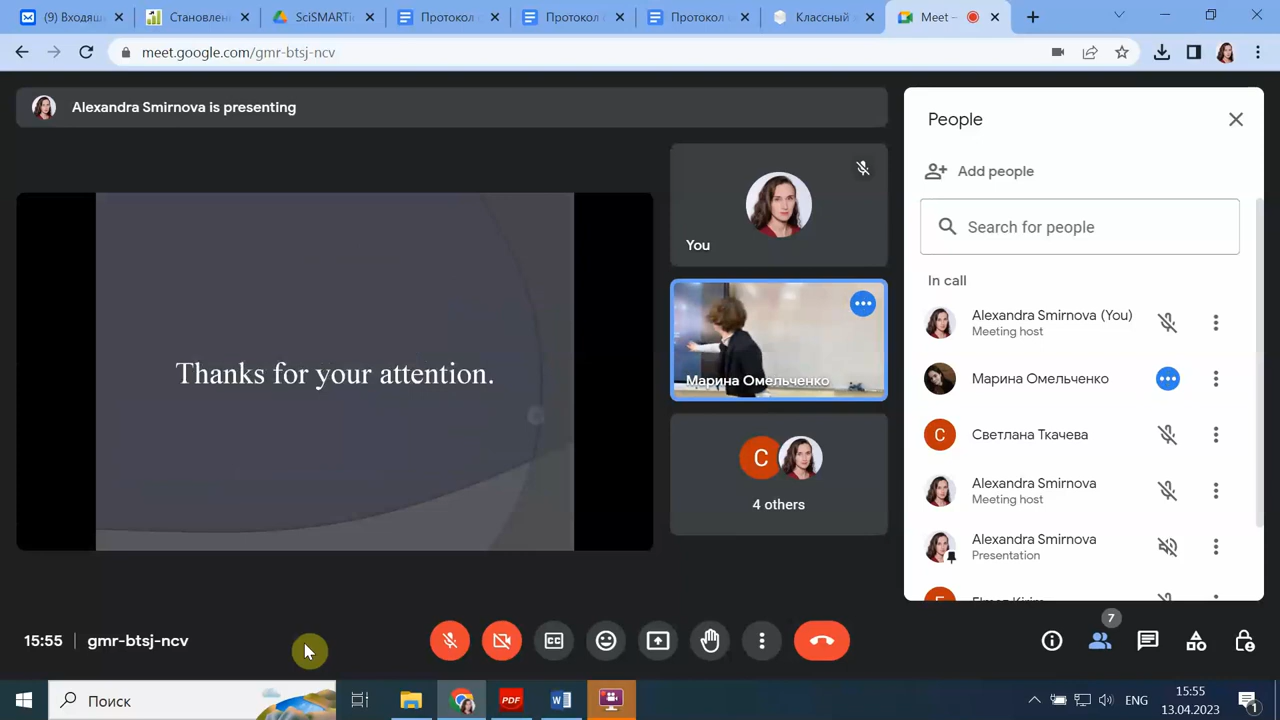 (9) Входящ
Становлен
SciSMARTi
Протокол
Протокол
Протокол
Классный
Meet –
meet.google.com/gmr-btsj-ncv
Alexandra Smirnova is presenting
Thanks for your attention.
You
Марина Омельченко
C
4 others
People
Add people
Search for people
In call
Alexandra Smirnova (You)
Meeting host
Марина Омельченко
C
Светлана Ткачева
Alexandra Smirnova
Meeting host
Alexandra Smirnova
Presentation
15:55
gmr-btsj-ncv
7
Поиск
PDF
ENG
15:55
13.04.2023
1